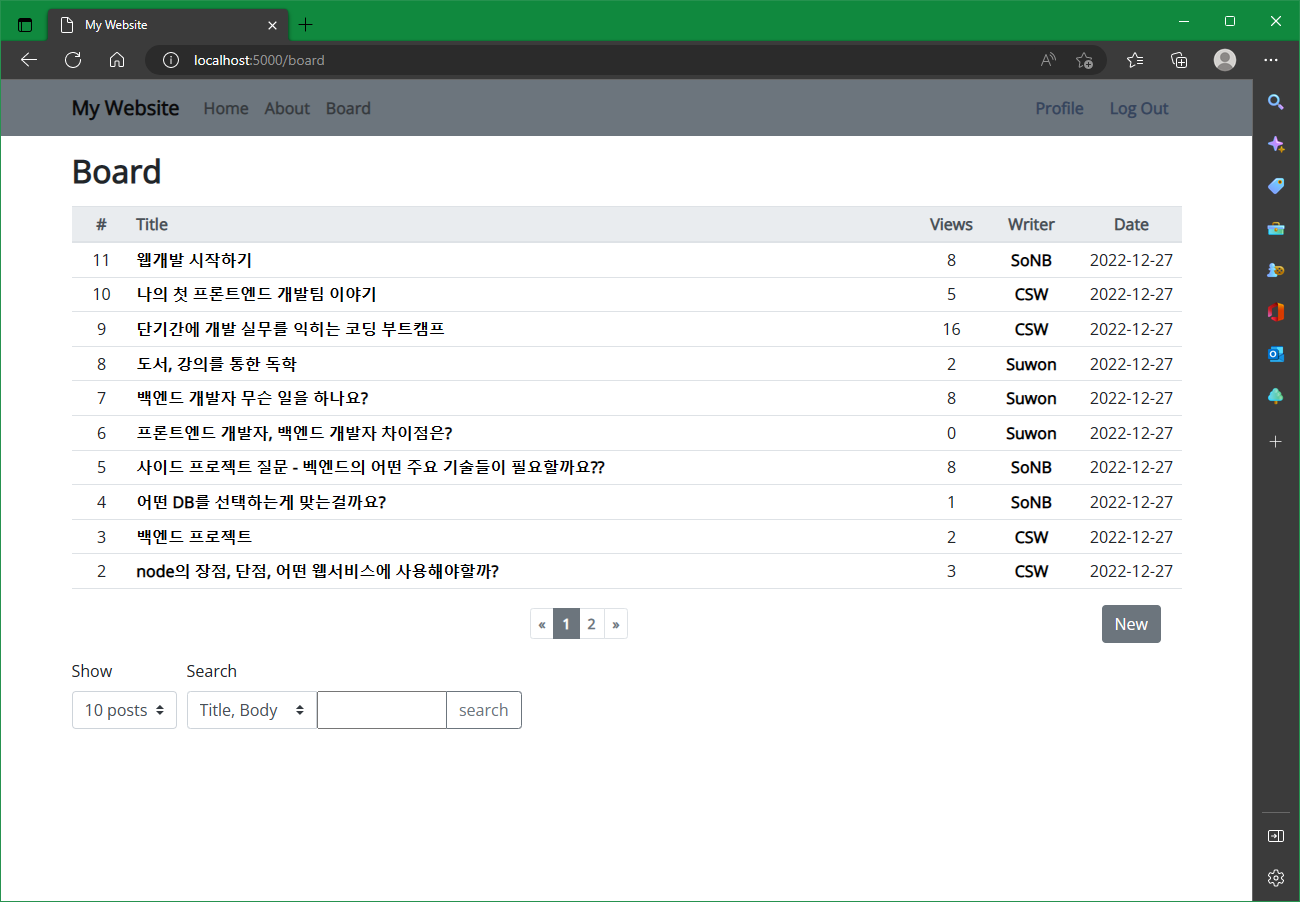 My Website
localhost:5000/board
My Website Home About Board Profile Log Out
Board
# Title Views Writer Date
11 웹개발 시작하기 8 SoNB 2022-12-27
10 나의 첫 프론트엔드 개발팀 이야기 5 CSW 2022-12-27
9 단기간에 개발 실무를 익히는 코딩 부트캠프 16 CSW 2022-12-27
8 도서, 강의를 통한 독학 2 Suwon 2022-12-27
7 백엔드 개발자 무슨 일을 하나요? 8 Suwon 2022-12-27
6 프론트엔드 개발자, 백엔드 개발자 차이점은? 0 Suwon 2022-12-27
5 사이드 프로젝트 질문 - 벡엔드의 어떤 주요 기술들이 필요할까요?? 8 SoNB 2022-12-27
4 어떤 DB를 선택하는게 맞는걸까요? 1 SoNB 2022-12-27
3 백엔드 프로젝트 2 CSW 2022-12-27
2 node의 장점, 단점, 어떤 웹서비스에 사용해야할까? 3 CSW 2022-12-27
« 1 2 » New
Show Search
10 posts Title, Body search